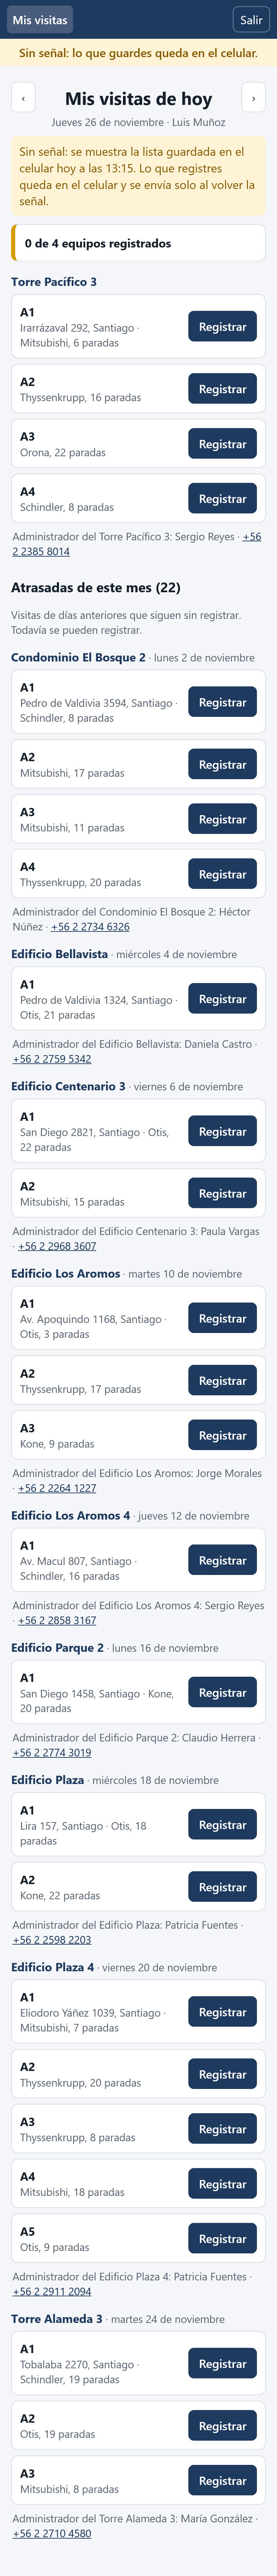 Mis visitas
Salir
Sin señal: lo que guardes queda en el celular.
‹
Mis visitas de hoy
›
Jueves 26 de noviembre · Luis Muñoz
Sin señal: se muestra la lista guardada en el
celular hoy a las 13:15. Lo que registres
queda en el celular y se envía solo al volver la
señal.
0 de 4 equipos registrados
Torre Pacífico 3
A1
Irarrázaval 292, Santiago ·
Mitsubishi, 6 paradas
Registrar
A2
Thyssenkrupp, 16 paradas
Registrar
A3
Orona, 22 paradas
Registrar
A4
Schindler, 8 paradas
Registrar
Administrador del Torre Pacífico 3: Sergio Reyes · +56
2 2385 8014
Atrasadas de este mes (22)
Visitas de días anteriores que siguen sin registrar.
Todavía se pueden registrar.
Condominio El Bosque 2 · lunes 2 de noviembre
A1
Pedro de Valdivia 3594, Santiago ·
Schindler, 8 paradas
Registrar
A2
Mitsubishi, 17 paradas
Registrar
A3
Mitsubishi, 11 paradas
Registrar
A4
Thyssenkrupp, 20 paradas
Registrar
Administrador del Condominio El Bosque 2: Héctor
Núñez · +56 2 2734 6326
Edificio Bellavista · miércoles 4 de noviembre
A1
Pedro de Valdivia 1324, Santiago ·
Otis, 21 paradas
Registrar
Administrador del Edificio Bellavista: Daniela Castro ·
+56 2 2759 5342
Edificio Centenario 3 · viernes 6 de noviembre
A1
San Diego 2821, Santiago · Otis,
22 paradas
Registrar
A2
Mitsubishi, 15 paradas
Registrar
Administrador del Edificio Centenario 3: Paula Vargas
· +56 2 2968 3607
Edificio Los Aromos · martes 10 de noviembre
A1
Av. Apoquindo 1168, Santiago ·
Otis, 3 paradas
Registrar
A2
Thyssenkrupp, 17 paradas
Registrar
A3
Kone, 9 paradas
Registrar
Administrador del Edificio Los Aromos: Jorge Morales
· +56 2 2264 1227
Edificio Los Aromos 4 · jueves 12 de noviembre
A1
Av. Macul 807, Santiago ·
Schindler, 16 paradas
Registrar
Administrador del Edificio Los Aromos 4: Sergio Reyes
· +56 2 2858 3167
Edificio Parque 2 · lunes 16 de noviembre
A1
San Diego 1458, Santiago · Kone,
20 paradas
Registrar
Administrador del Edificio Parque 2: Claudio Herrera ·
+56 2 2774 3019
Edificio Plaza · miércoles 18 de noviembre
A1
Lira 157, Santiago · Otis, 18
paradas
Registrar
A2
Kone, 22 paradas
Registrar
Administrador del Edificio Plaza: Patricia Fuentes ·
+56 2 2598 2203
Edificio Plaza 4 · viernes 20 de noviembre
A1
Eliodoro Yáñez 1039, Santiago ·
Mitsubishi, 7 paradas
Registrar
A2
Thyssenkrupp, 20 paradas
Registrar
A3
Thyssenkrupp, 8 paradas
Registrar
A4
Mitsubishi, 18 paradas
Registrar
A5
Otis, 9 paradas
Registrar
Administrador del Edificio Plaza 4: Patricia Fuentes ·
+56 2 2911 2094
Torre Alameda 3 · martes 24 de noviembre
A1
Tobalaba 2270, Santiago ·
Schindler, 19 paradas
Registrar
A2
Otis, 19 paradas
Registrar
A3
Mitsubishi, 8 paradas
Registrar
Administrador del Torre Alameda 3: María González ·
+56 2 2710 4580